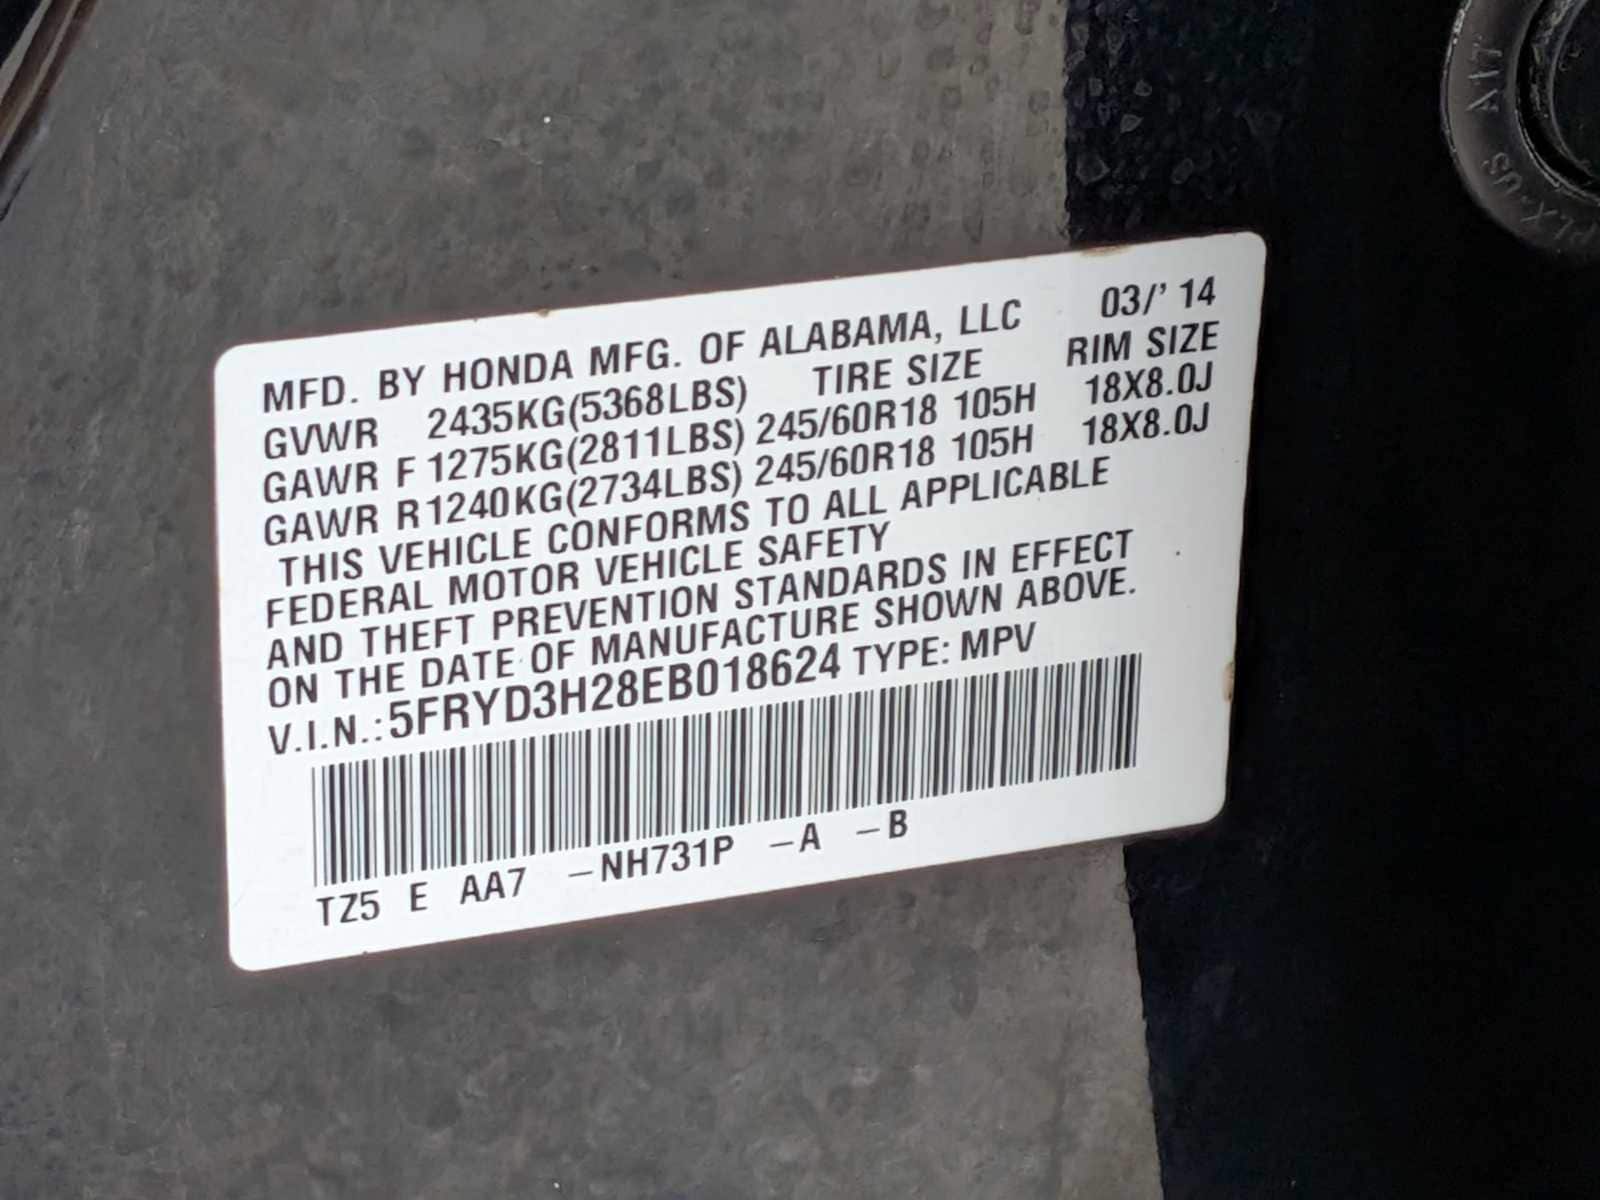 MFD. BY HONDA MFG. OF ALABAMA, LLC 03/' 14
GVWR 2435KG(5368LBS) TIRE SIZE RIM SIZE
GAWR F 1275KG(2811LBS) 245/60R18 105H 18X8.0J
GAWR R 1240KG(2734LBS) 245/60R18 105H 18X8.0J
THIS VEHICLE CONFORMS TO ALL APPLICABLE
FEDERAL MOTOR VEHICLE SAFETY
AND THEFT PREVENTION STANDARDS IN EFFECT
ON THE DATE OF MANUFACTURE SHOWN ABOVE.
V.I.N.: 5FRYD3H28EB018624 TYPE: MPV
TZ5 E AA7 –NH731P –A –B